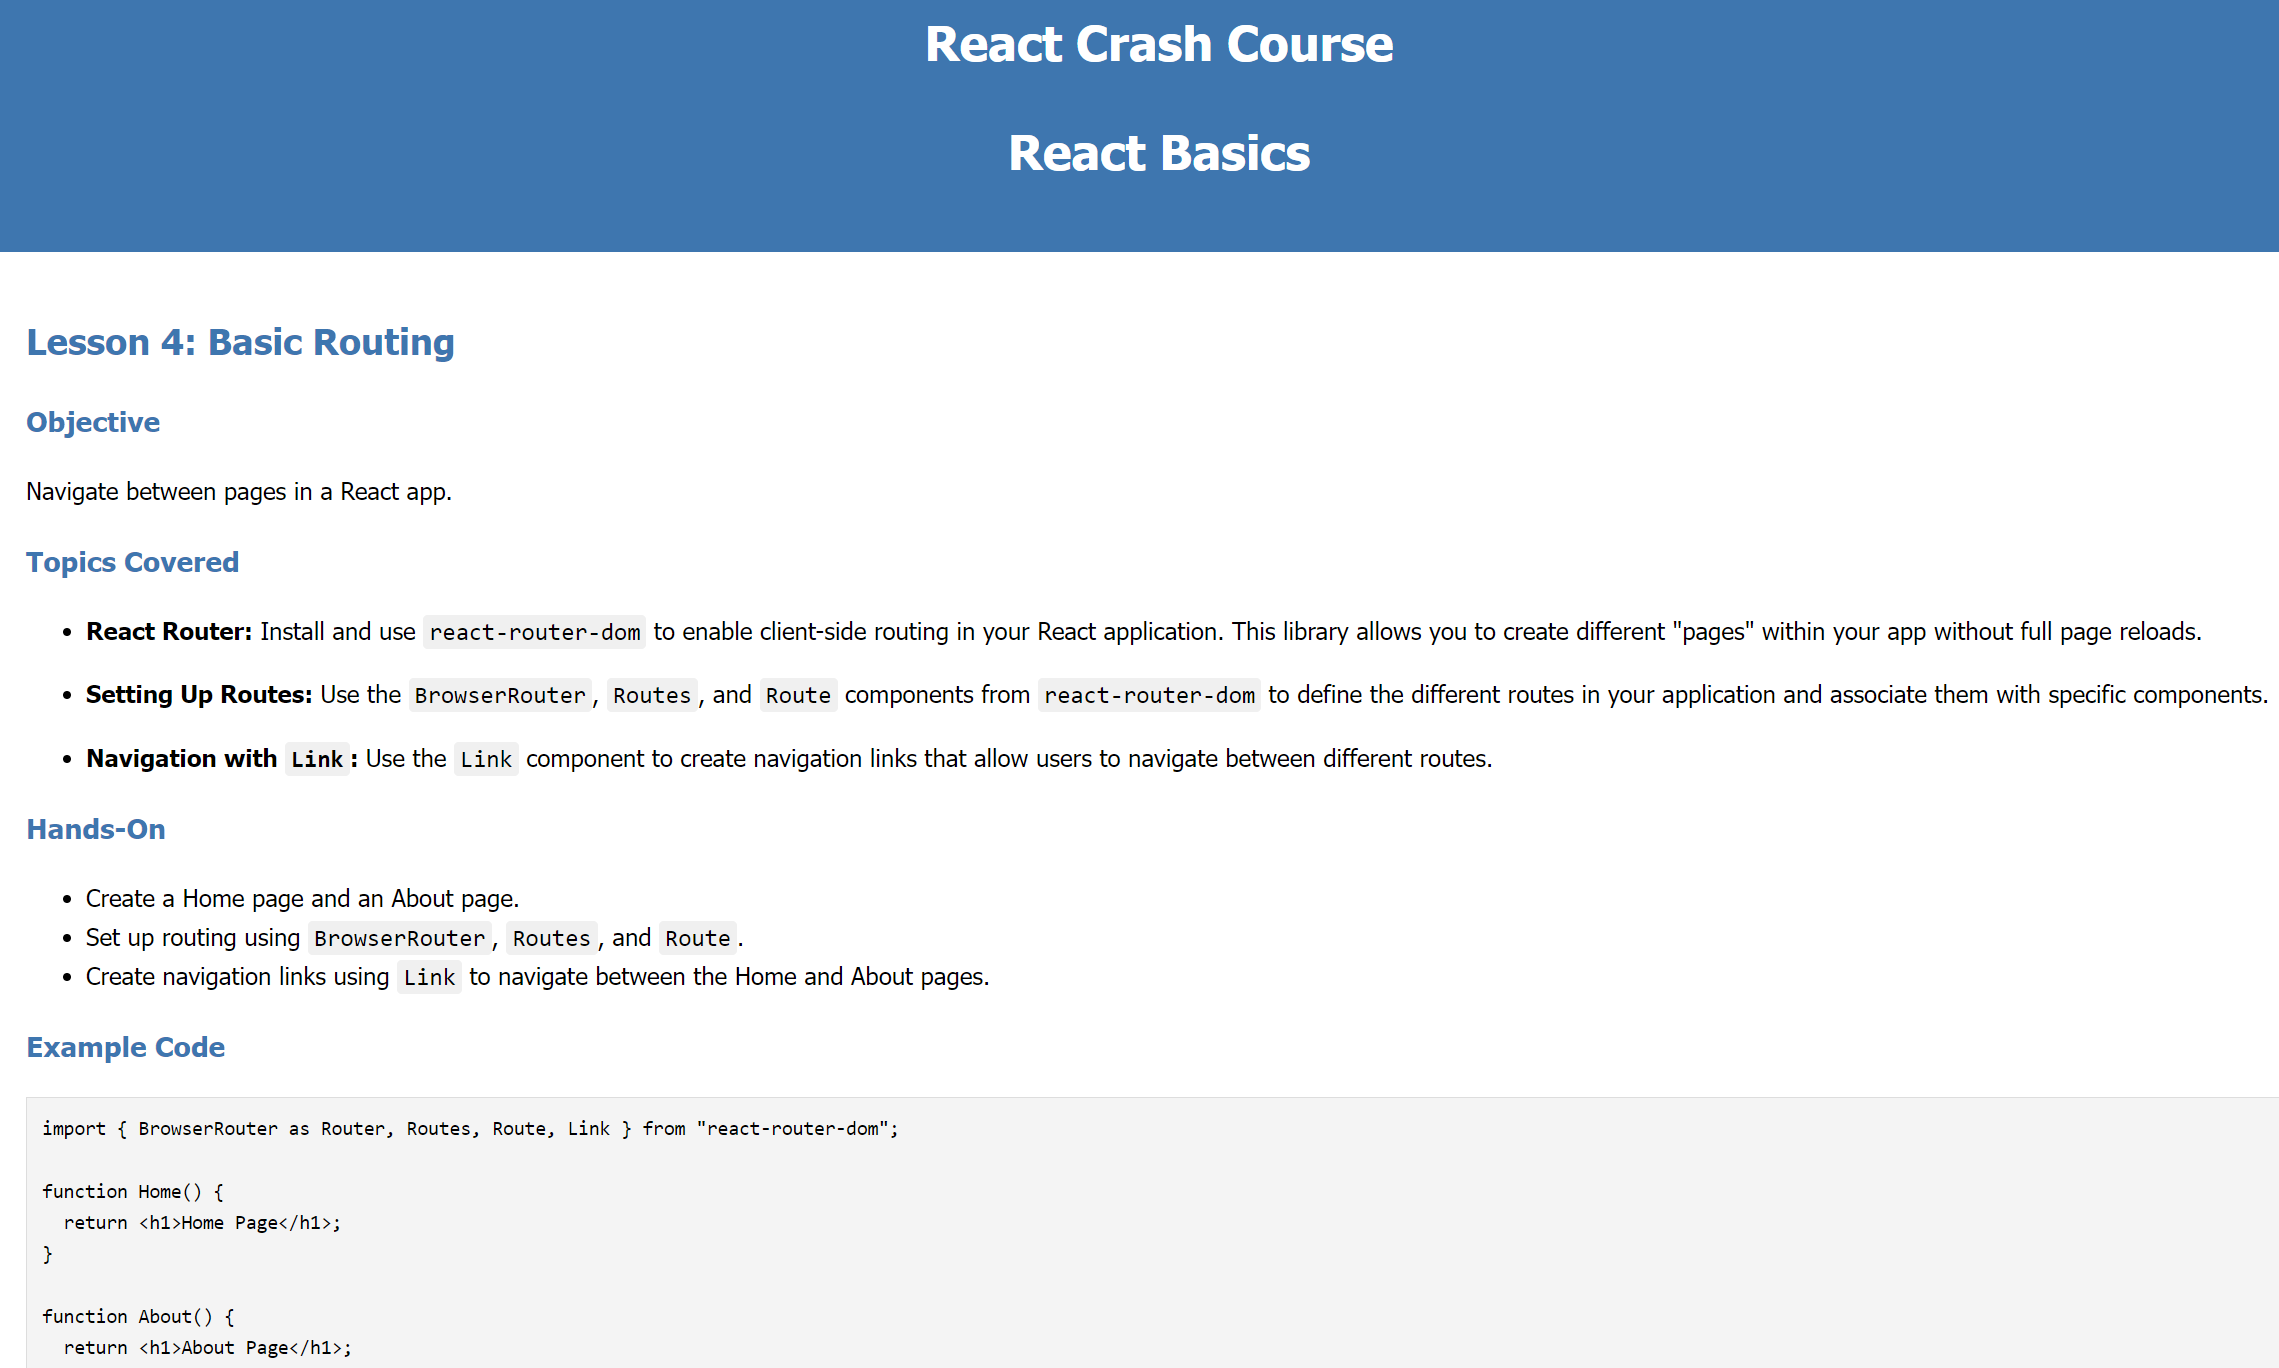 React Crash Course
React Basics
Lesson 4: Basic Routing
Objective
Navigate between pages in a React app.
Topics Covered
• React Router: Install and use react-router-dom to enable client-side routing in your React application. This library allows you to create different "pages" within your app without full page reloads.
• Setting Up Routes: Use the BrowserRouter, Routes, and Route components from react-router-dom to define the different routes in your application and associate them with specific components.
• Navigation with Link: Use the Link component to create navigation links that allow users to navigate between different routes.
Hands-On
• Create a Home page and an About page.
• Set up routing using BrowserRouter, Routes, and Route.
• Create navigation links using Link to navigate between the Home and About pages.
Example Code
import { BrowserRouter as Router, Routes, Route, Link } from "react-router-dom";
function Home() {
  return <h1>Home Page</h1>;
}
function About() {
  return <h1>About Page</h1>;